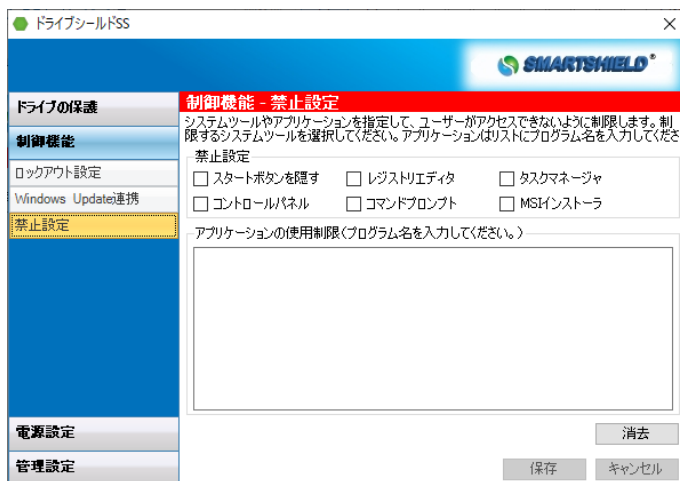 ドライブシールドSS
SMARTSHIELD®
ドライブの保護
制御機能
ロックアウト設定
Windows Update連携
禁止設定
電源設定
管理設定
制御機能 - 禁止設定
システムツールやアプリケーションを指定して、ユーザーがアクセスできないように制限します。制
限するシステムツールを選択してください。アプリケーションはリストにプログラム名を入力してくださ
禁止設定
スタートボタンを隠す レジストリエディタ タスクマネージャ
コントロールパネル コマンドプロンプト MSIインストーラ
アプリケーションの使用制限(プログラム名を入力してください。)
消去
保存 キャンセル